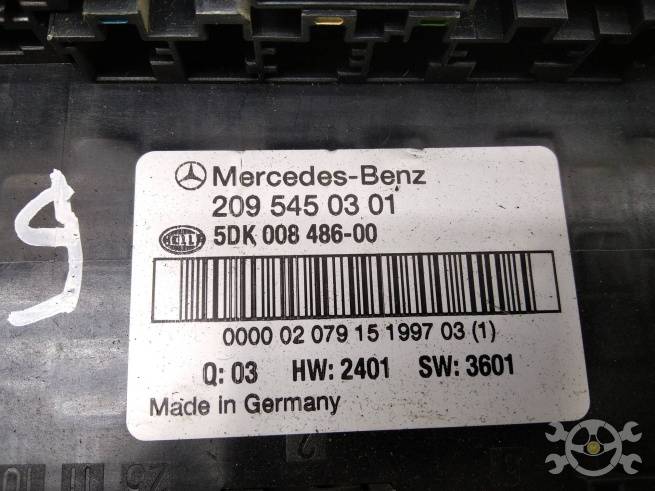 Mercedes-Benz
209 545 03 01
HELLA 5DK 008 486-00
0000 02 079 15 1997 03 (1)
Q: 03 HW: 2401 SW: 3601
Made in Germany